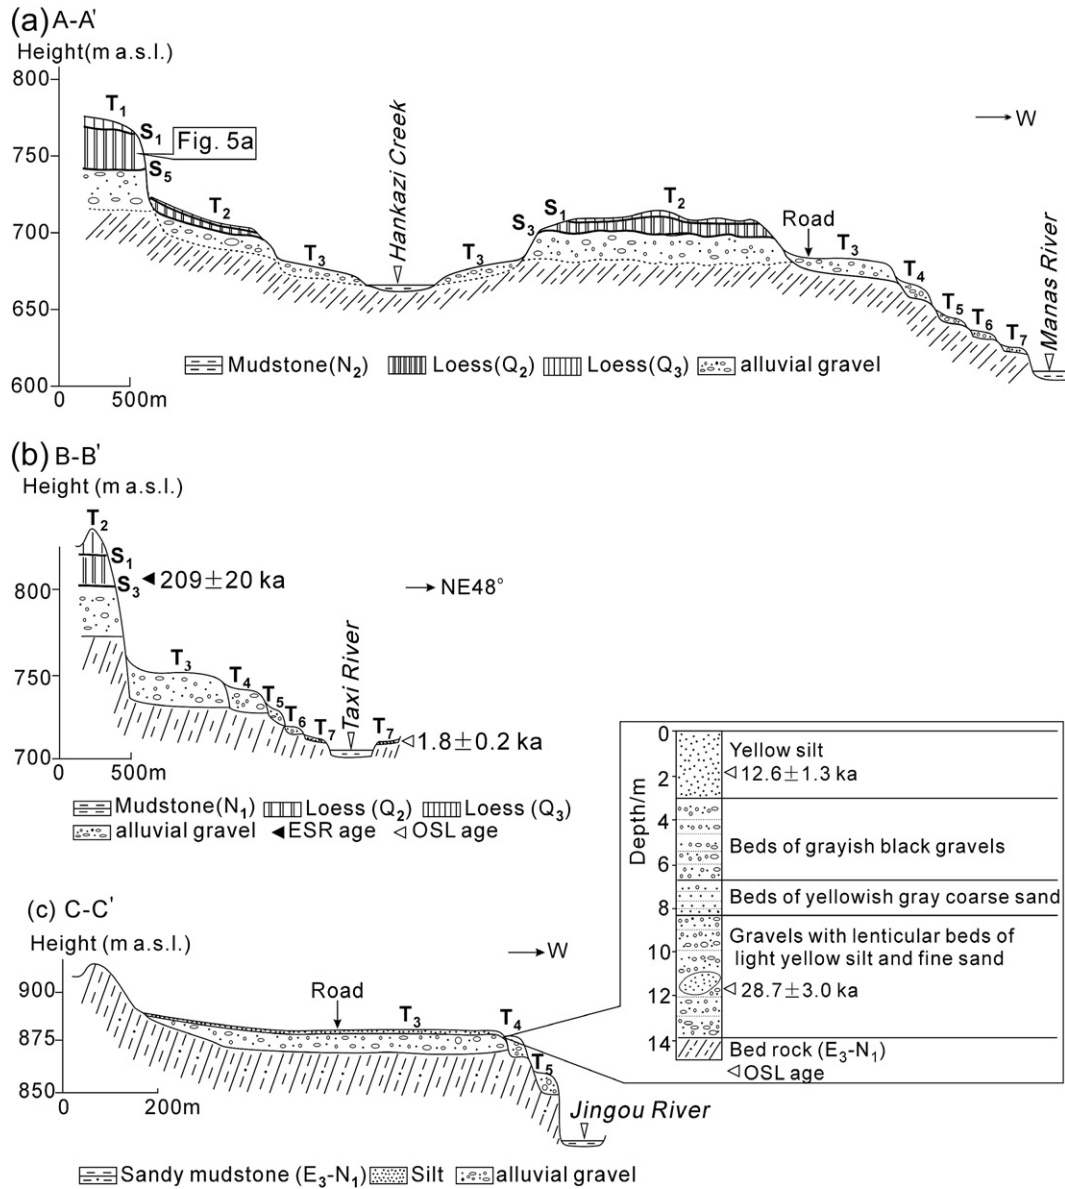 (a) A-A'
Height(m a.s.l.)
800
750
700
650
600
0 500m
T1
S1
S5
Fig. 5a
T2
T3
Hankazi Creek
T3
S3
S1
T2
Road
T3
T4
T5
T6
T7
Manas River
W
Mudstone(N2) Loess(Q2) Loess(Q3) alluvial gravel
(b) B-B'
Height (m a.s.l.)
800
750
700
0 500m
T2
S1
S3
209±20 ka
NE48°
T3
T4
T5
T6
T7
Taxi River
T7
1.8±0.2 ka
Mudstone(N1) Loess (Q2) Loess (Q3)
alluvial gravel ESR age OSL age
(c) C-C'
Height (m a.s.l.)
900
875
850
0 200m
W
Road
T3
T4
T5
Jingou River
Sandy mudstone (E3-N1) Silt alluvial gravel
Depth/m
0
2
4
6
8
10
12
14
Yellow silt
12.6±1.3 ka
Beds of grayish black gravels
Beds of yellowish gray coarse sand
Gravels with lenticular beds of
light yellow silt and fine sand
28.7±3.0 ka
Bed rock (E3-N1)
OSL age